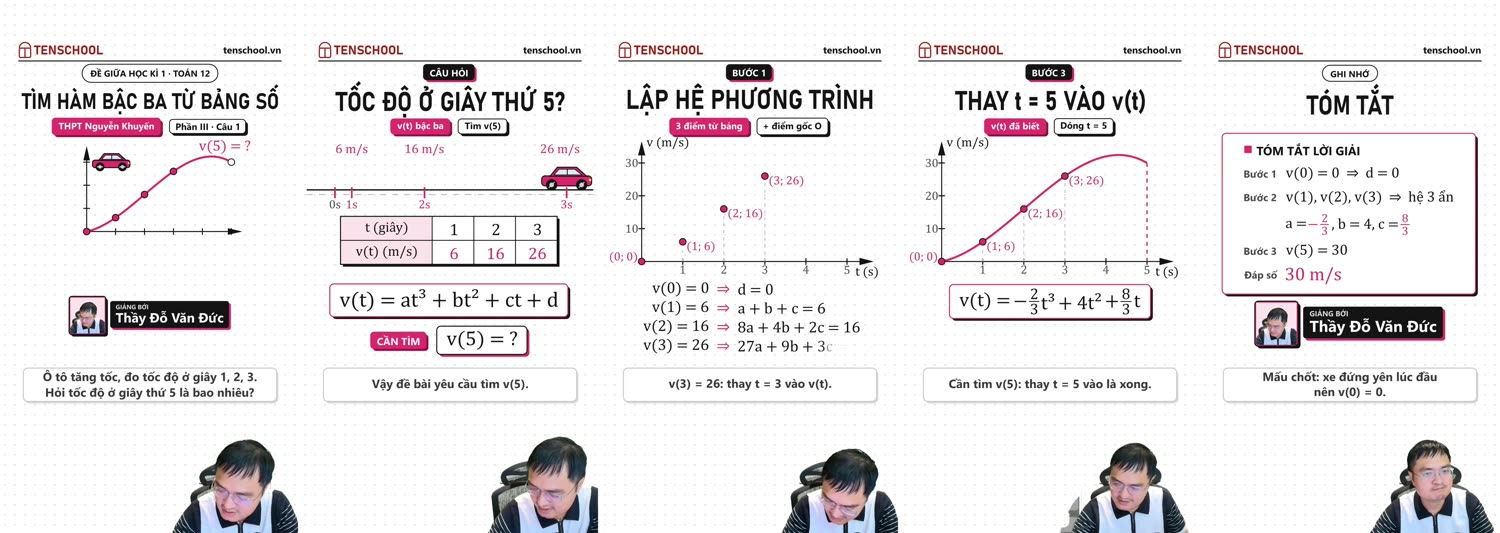 TENSCHOOL
tenschool.vn
ĐỀ GIỮA HỌC KÌ 1 · TOÁN 12
TÌM HÀM BẬC BA TỪ BẢNG SỐ
THPT Nguyễn Khuyến
Phần III · Câu 1
v(5) = ?
GIẢNG BỞI
Thầy Đỗ Văn Đức
Ô tô tăng tốc, đo tốc độ ở giây 1, 2, 3.
Hỏi tốc độ ở giây thứ 5 là bao nhiêu?
TENSCHOOL
tenschool.vn
CÂU HỎI
TỐC ĐỘ Ở GIÂY THỨ 5?
v(t) bậc ba
Tìm v(5)
6 m/s 16 m/s 26 m/s
0s 1s 2s 3s
t (giây) 1 2 3
v(t) (m/s) 6 16 26
v(t) = at³ + bt² + ct + d
CẦN TÌM
v(5) = ?
Vậy đề bài yêu cầu tìm v(5).
TENSCHOOL
tenschool.vn
BƯỚC 1
LẬP HỆ PHƯƠNG TRÌNH
3 điểm từ bảng
+ điểm gốc O
v (m/s)
30
(3; 26)
20
(2; 16)
10
(1; 6)
(0; 0)
1 2 3 4 5 t (s)
v(0) = 0 ⇒ d = 0
v(1) = 6 ⇒ a + b + c = 6
v(2) = 16 ⇒ 8a + 4b + 2c = 16
v(3) = 26 ⇒ 27a + 9b + 3c
v(3) = 26: thay t = 3 vào v(t).
TENSCHOOL
tenschool.vn
BƯỚC 3
THAY t = 5 VÀO v(t)
v(t) đã biết
Dóng t = 5
v (m/s)
30
(3; 26)
20
(2; 16)
10
(1; 6)
(0; 0)
1 2 3 4 5 t (s)
v(t) = −2/3t³ + 4t² + 8/3t
Cần tìm v(5): thay t = 5 vào là xong.
TENSCHOOL
tenschool.vn
GHI NHỚ
TÓM TẮT
TÓM TẮT LỜI GIẢI
Bước 1 v(0) = 0 ⇒ d = 0
Bước 2 v(1), v(2), v(3) ⇒ hệ 3 ẩn
a = −2/3, b = 4, c = 8/3
Bước 3 v(5) = 30
Đáp số 30 m/s
GIẢNG BỞI
Thầy Đỗ Văn Đức
Mấu chốt: xe đứng yên lúc đầu
nên v(0) = 0.